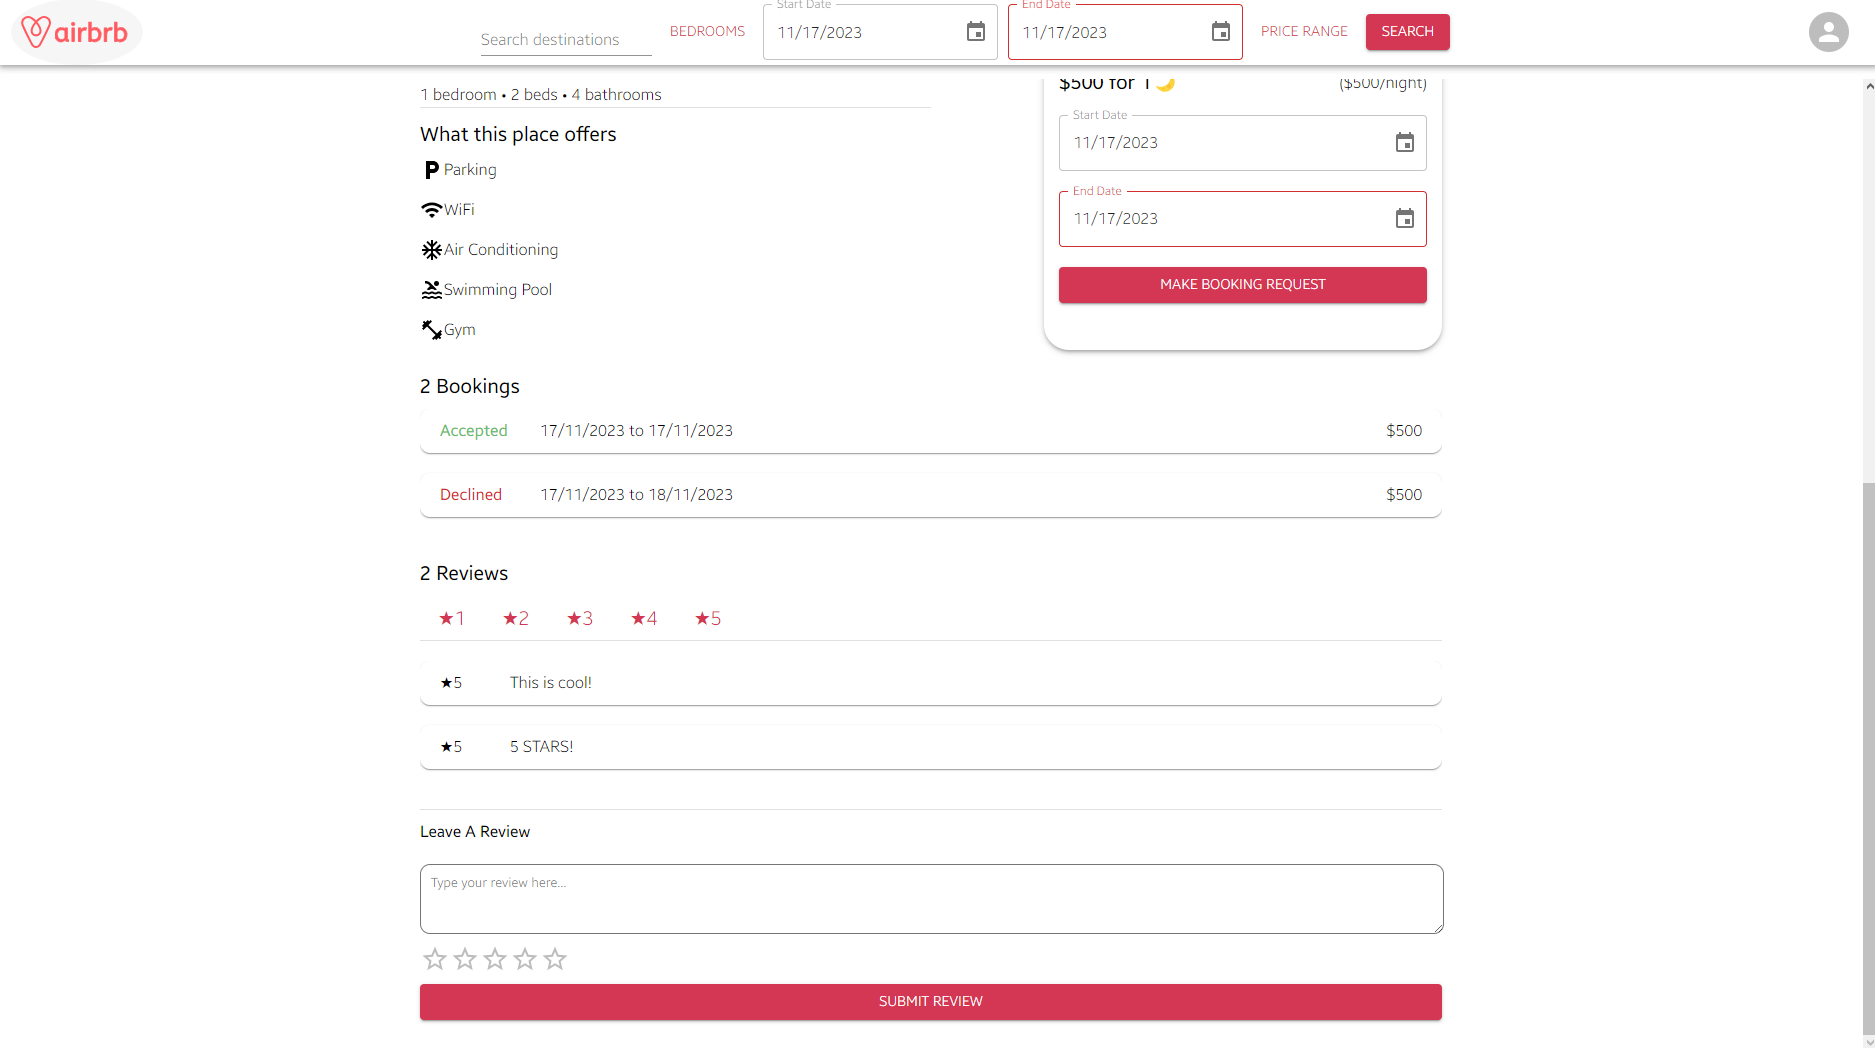 airbrb
Search destinations
BEDROOMS
Start Date
11/17/2023
End Date
11/17/2023
PRICE RANGE
SEARCH
1 bedroom • 2 beds • 4 bathrooms
What this place offers
Parking
WiFi
Air Conditioning
Swimming Pool
Gym
$500 for 1 🌙 ($500/night)
Start Date
11/17/2023
End Date
11/17/2023
MAKE BOOKING REQUEST
2 Bookings
Accepted 17/11/2023 to 17/11/2023 $500
Declined 17/11/2023 to 18/11/2023 $500
2 Reviews
★1 ★2 ★3 ★4 ★5
★5 This is cool!
★5 5 STARS!
Leave A Review
Type your review here...
SUBMIT REVIEW